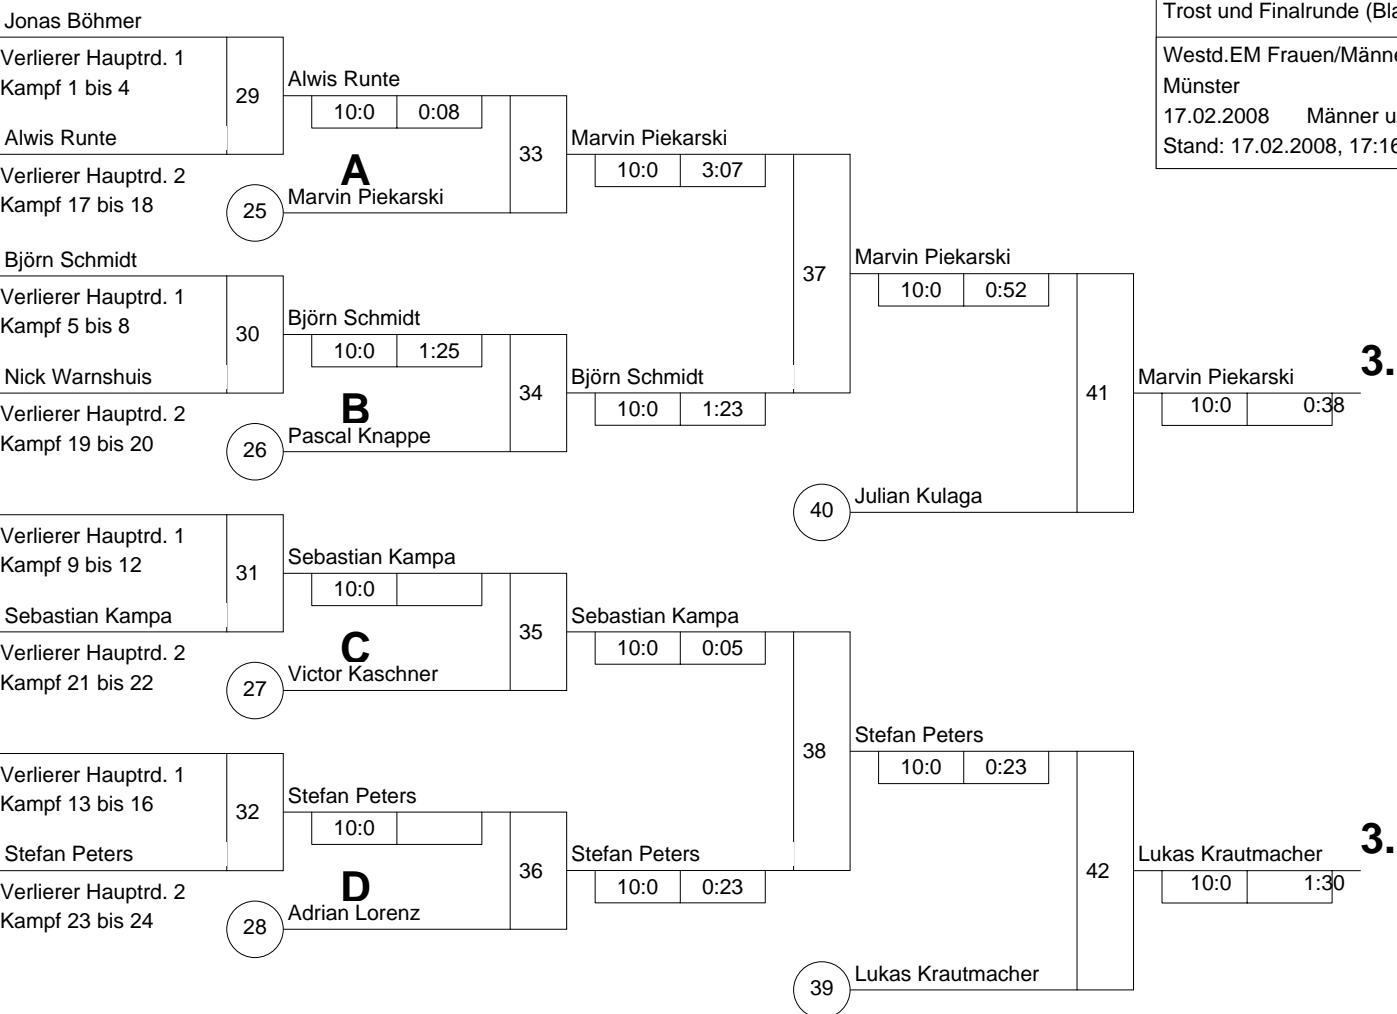 Jonas Böhmer
Verlierer Hauptrd. 1
Kampf 1 bis 4
29
Alwis Runte
Alwis Runte
10:0 0:08
Verlierer Hauptrd. 2
Kampf 17 bis 18
A
25
Marvin Piekarski
33
Marvin Piekarski
10:0 3:07
Björn Schmidt
Verlierer Hauptrd. 1
Kampf 5 bis 8
30
Nick Warnshuis
Björn Schmidt
10:0 1:25
Verlierer Hauptrd. 2
Kampf 19 bis 20
B
26
Pascal Knappe
34
Björn Schmidt
10:0 1:23
37
Marvin Piekarski
10:0 0:52
40
Julian Kulaga
41
Marvin Piekarski
10:0 0:38
3.
Verlierer Hauptrd. 1
Kampf 9 bis 12
31
Sebastian Kampa
Sebastian Kampa
10:0
Verlierer Hauptrd. 2
Kampf 21 bis 22
C
27
Victor Kaschner
35
Sebastian Kampa
10:0 0:05
Verlierer Hauptrd. 1
Kampf 13 bis 16
32
Stefan Peters
Stefan Peters
10:0
Verlierer Hauptrd. 2
Kampf 23 bis 24
D
28
Adrian Lorenz
36
Stefan Peters
10:0 0:23
38
Stefan Peters
10:0 0:23
39
Lukas Krautmacher
42
Lukas Krautmacher
10:0 1:30
3.
Trost und Finalrunde (Bla
Westd.EM Frauen/Männe
Münster
17.02.2008 Männer u
Stand: 17.02.2008, 17:16